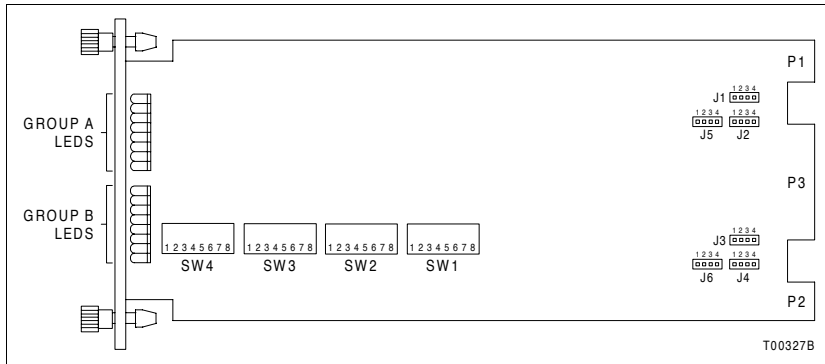 P1
1 2 3 4
J1
GROUP A
LEDS
1 2 3 4
1 2 3 4
J5
J2
P3
GROUP B
LEDS
1 2 3 4 5 6 7 8
1 2 3 4 5 6 7 8
1 2 3 4 5 6 7 8
1 2 3 4 5 6 7 8
SW4
SW3
SW2
SW1
1 2 3 4
J3
1 2 3 4
1 2 3 4
J6
J4
P2
T00327B